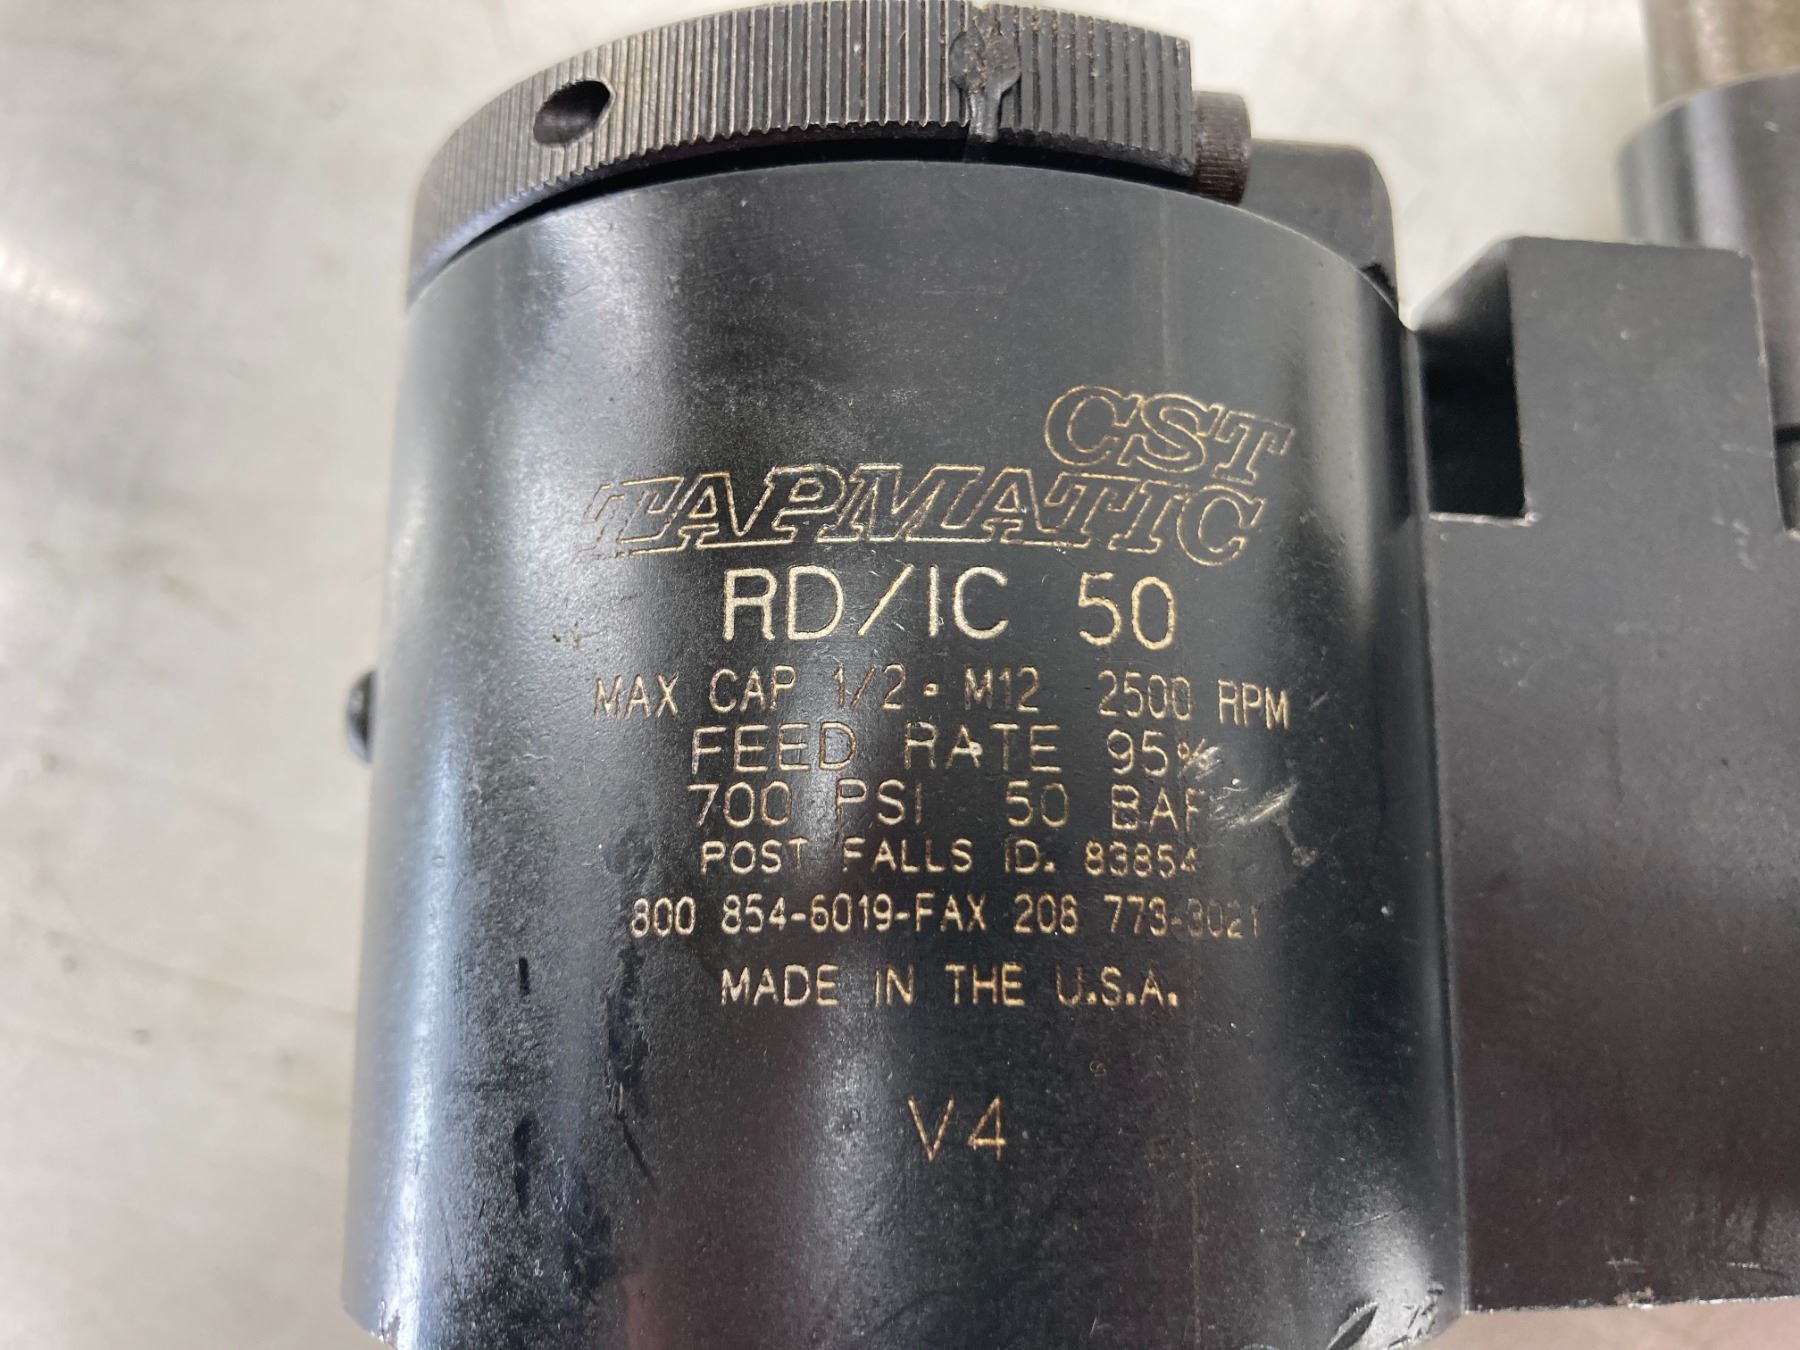 CST
TAPMATIC
RD/IC 50
MAX CAP 1/2 • M12 2500 RPM
FEED RATE 95%
700 PSI 50 BAR
POST FALLS ID. 83854
800 854-6019-FAX 208 773-3021
MADE IN THE U.S.A.
V4